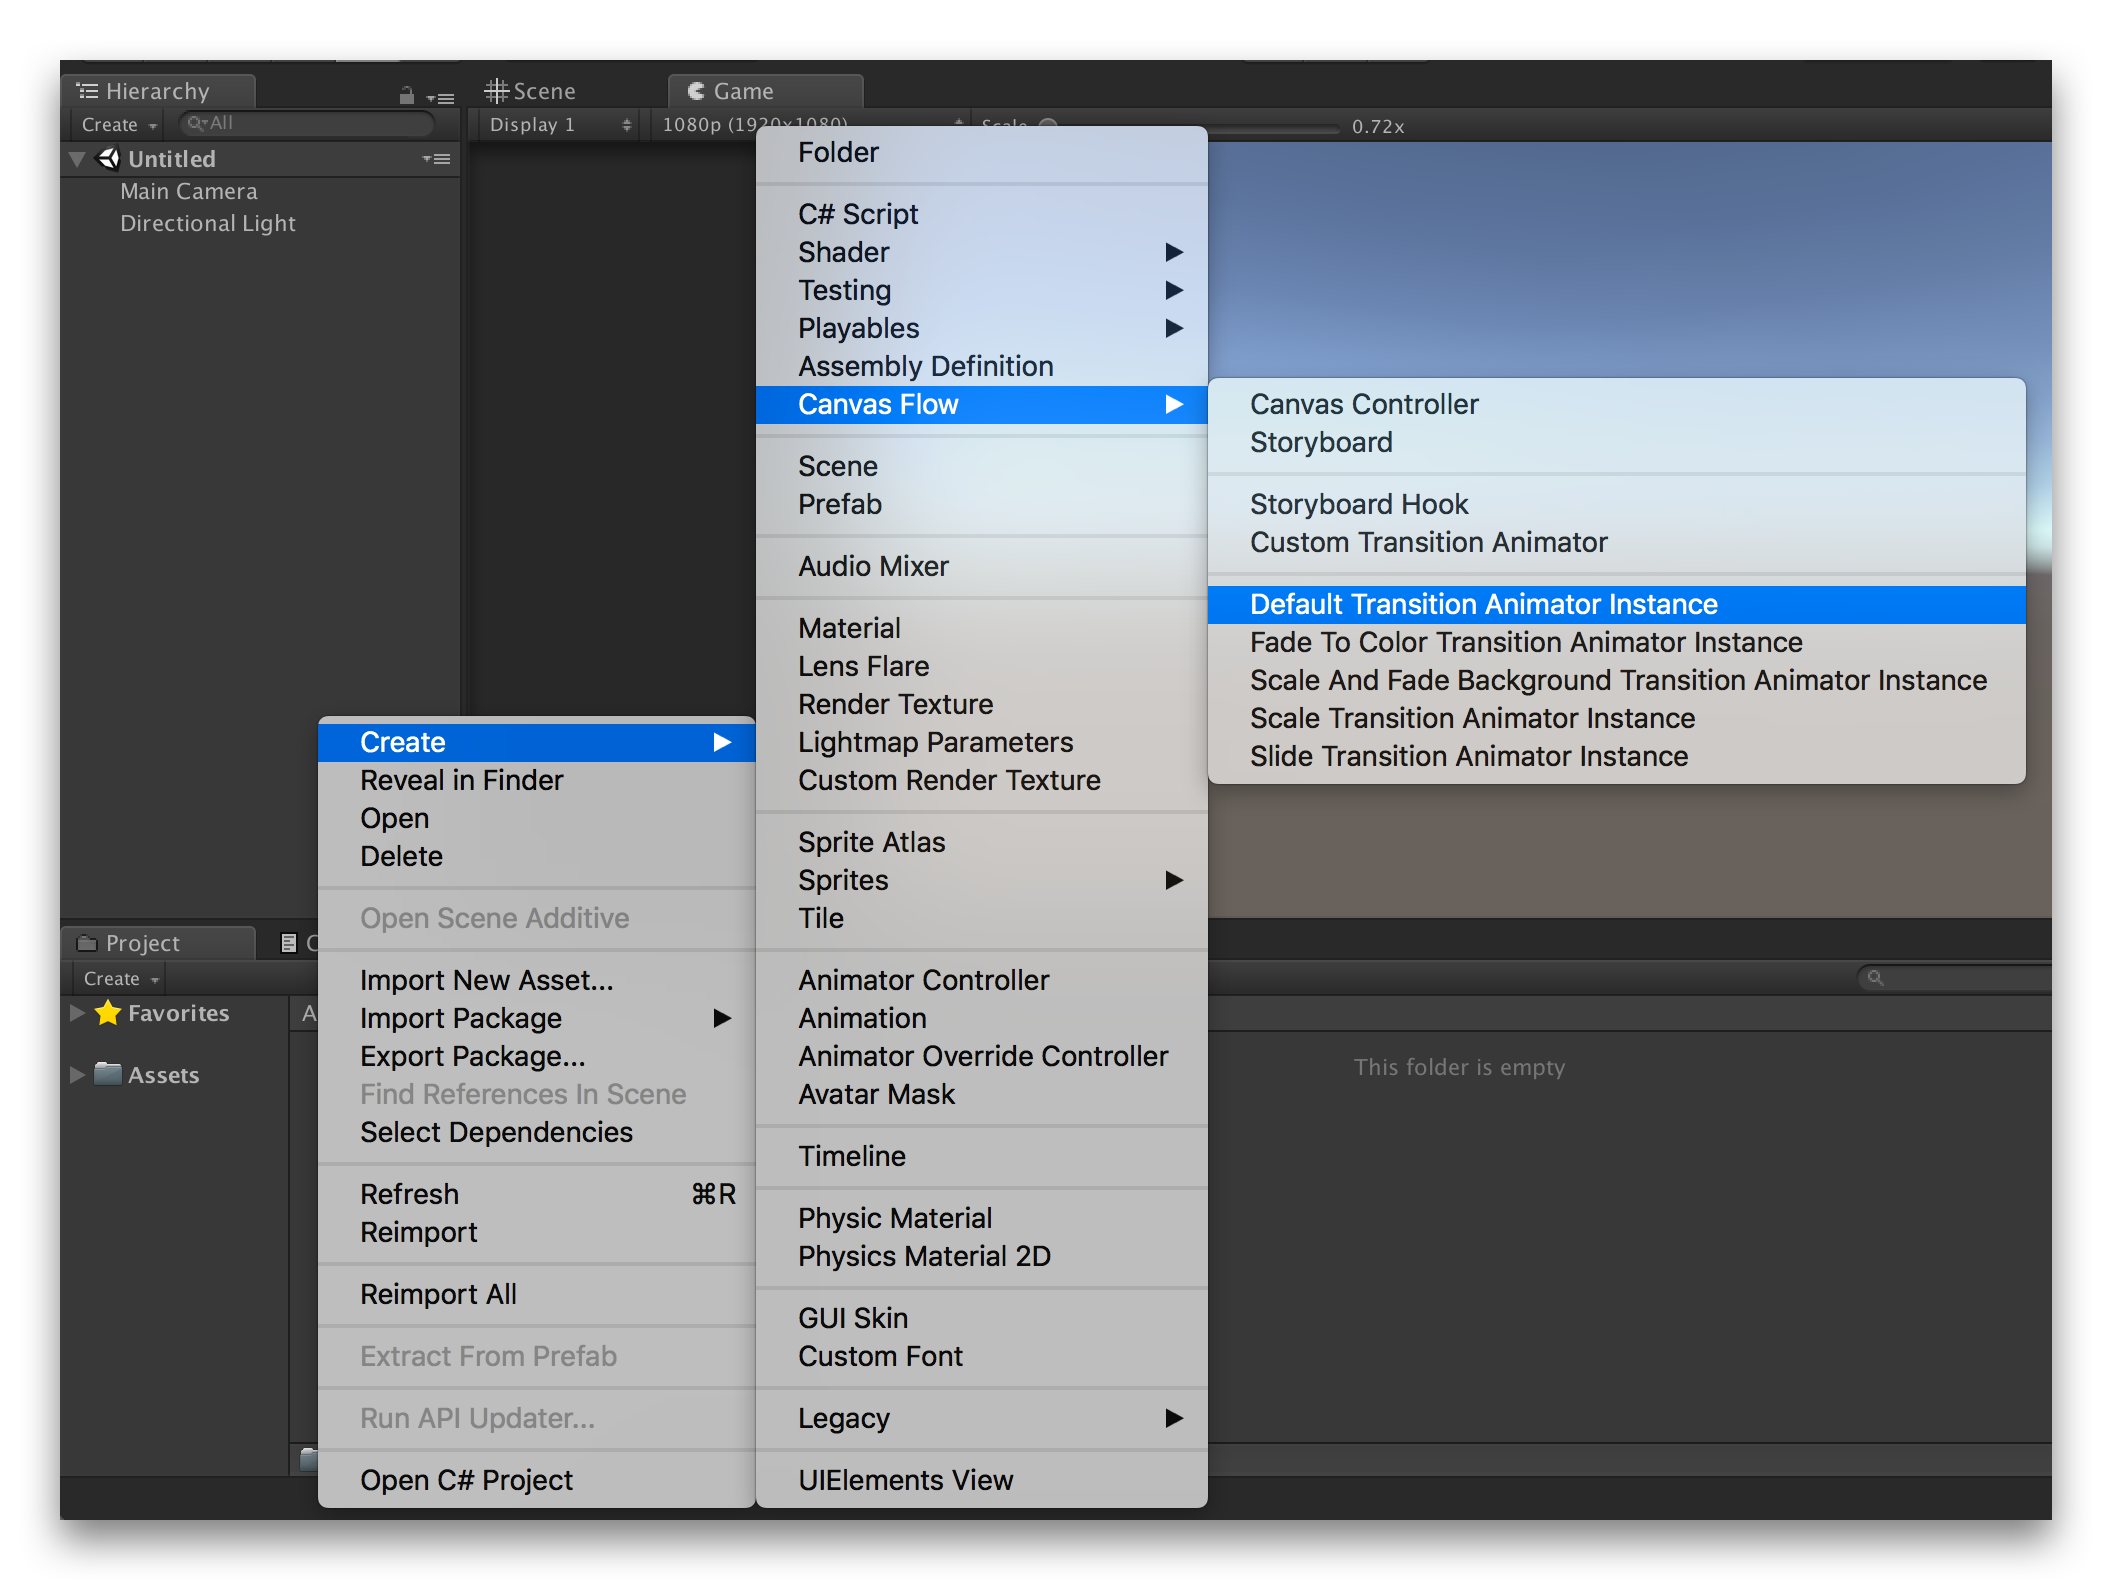 Hierarchy
Create
All
Untitled
Main Camera
Directional Light
Scene
Game
Display 1
1080p (1920x1080)
Scale
0.72x
Folder
C# Script
Shader
Testing
Playables
Assembly Definition
Canvas Flow
Scene
Prefab
Audio Mixer
Material
Lens Flare
Render Texture
Lightmap Parameters
Custom Render Texture
Sprite Atlas
Sprites
Tile
Animator Controller
Animation
Animator Override Controller
Avatar Mask
Timeline
Physic Material
Physics Material 2D
GUI Skin
Custom Font
Legacy
UIElements View
Canvas Controller
Storyboard
Storyboard Hook
Custom Transition Animator
Default Transition Animator Instance
Fade To Color Transition Animator Instance
Scale And Fade Background Transition Animator Instance
Scale Transition Animator Instance
Slide Transition Animator Instance
Create
Reveal in Finder
Open
Delete
Open Scene Additive
Import New Asset...
Import Package
Export Package...
Find References In Scene
Select Dependencies
Refresh ⌘R
Reimport
Reimport All
Extract From Prefab
Run API Updater...
Open C# Project
Project
Create
Favorites
Assets
This folder is empty